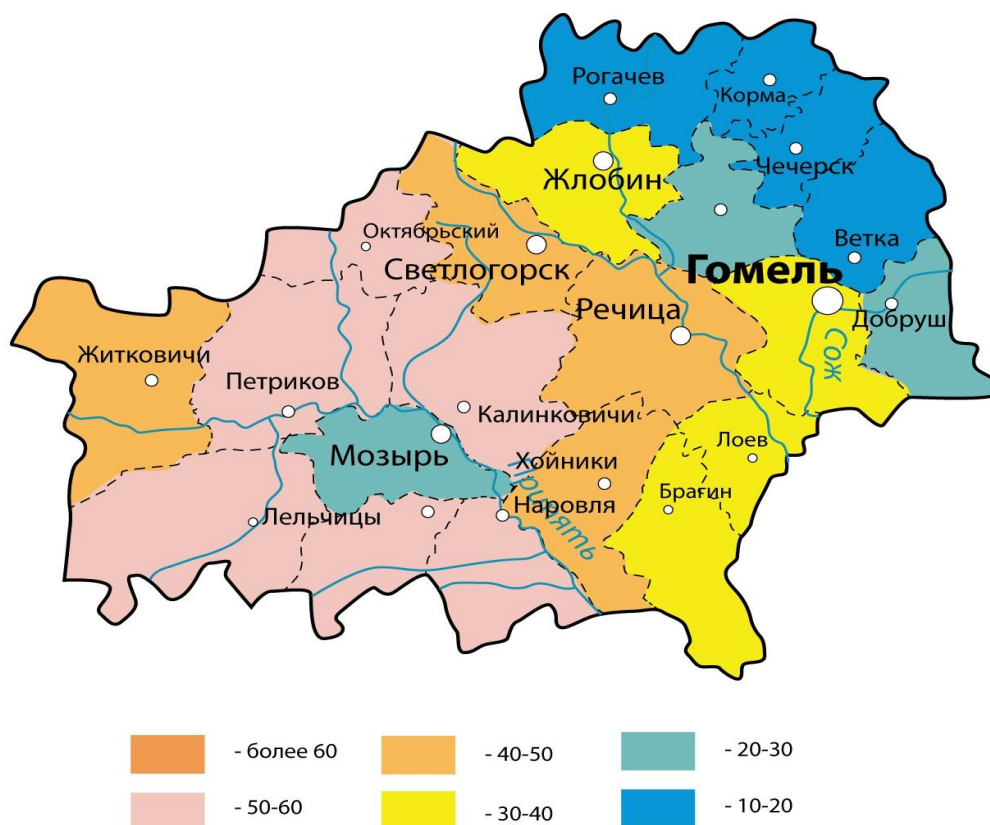 Рогачев
Корма
Чечерск
Жлобин
Октябрьский
Ветка
Светлогорск
Гомель
Речица
Добруш
Сож
Житковичи
Петриков
Калинковичи
Мозырь
Лоев
Хойники
Брагин
Припять
Наровля
Лельчицы
- более 60
- 40-50
- 20-30
- 50-60
- 30-40
- 10-20